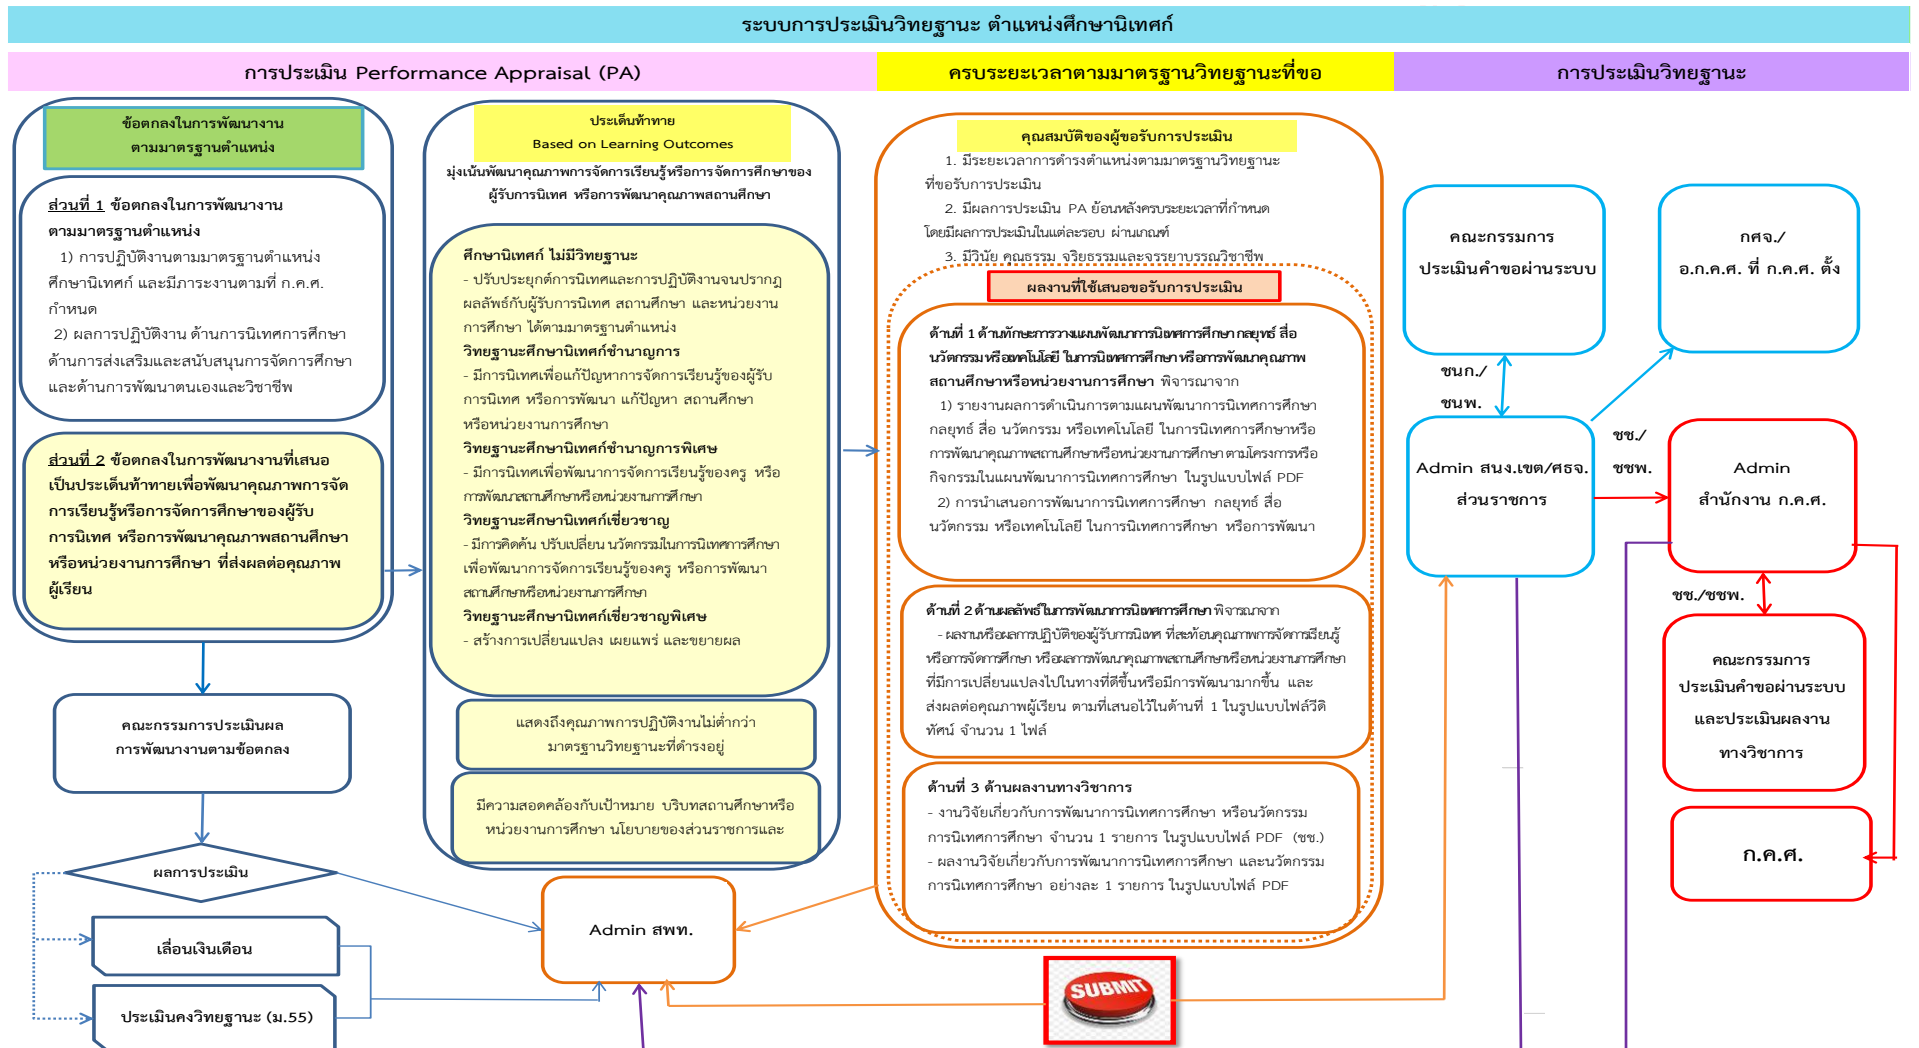 ระบบการประเมินวิทยฐานะ ตำแหน่งศึกษานิเทศก์
การประเมิน Performance Appraisal (PA)
ครบระยะเวลาตามมาตรฐานวิทยฐานะที่ขอ
การประเมินวิทยฐานะ
ข้อตกลงในการพัฒนางาน
ตามมาตรฐานตำแหน่ง
ส่วนที่ 1 ข้อตกลงในการพัฒนางาน
ตามมาตรฐานตำแหน่ง
1) การปฏิบัติงานตามมาตรฐานตำแหน่ง
ศึกษานิเทศก์ และมีภาระงานตามที่ ก.ค.ศ.
กำหนด
2) ผลการปฏิบัติงาน ด้านการนิเทศการศึกษา
ด้านการส่งเสริมและสนับสนุนการจัดการศึกษา
และด้านการพัฒนาตนเองและวิชาชีพ
ส่วนที่ 2 ข้อตกลงในการพัฒนางานที่เสนอ
เป็นประเด็นท้าทายเพื่อพัฒนาคุณภาพการจัด
การเรียนรู้หรือการจัดการศึกษาของผู้รับ
การนิเทศ หรือการพัฒนาคุณภาพสถานศึกษา
หรือหน่วยงานการศึกษา ที่ส่งผลต่อคุณภาพ
ผู้เรียน
คณะกรรมการประเมินผล
การพัฒนางานตามข้อตกลง
ผลการประเมิน
เลื่อนเงินเดือน
ประเมินคงวิทยฐานะ (ม.55)
ประเด็นท้าทาย
Based on Learning Outcomes
มุ่งเน้นพัฒนาคุณภาพการจัดการเรียนรู้หรือการจัดการศึกษาของ
ผู้รับการนิเทศ หรือการพัฒนาคุณภาพสถานศึกษา
ศึกษานิเทศก์ ไม่มีวิทยฐานะ
- ปรับประยุกต์การนิเทศและการปฏิบัติงานจนปรากฏ
ผลลัพธ์กับผู้รับการนิเทศ สถานศึกษา และหน่วยงาน
การศึกษา ได้ตามมาตรฐานตำแหน่ง
วิทยฐานะศึกษานิเทศก์ชำนาญการ
- มีการนิเทศเพื่อแก้ปัญหาการจัดการเรียนรู้ของผู้รับ
การนิเทศ หรือการพัฒนา แก้ปัญหา สถานศึกษา
หรือหน่วยงานการศึกษา
วิทยฐานะศึกษานิเทศก์ชำนาญการพิเศษ
- มีการนิเทศเพื่อพัฒนาการจัดการเรียนรู้ของครู หรือ
การพัฒนาสถานศึกษาหรือหน่วยงานการศึกษา
วิทยฐานะศึกษานิเทศก์เชี่ยวชาญ
- มีการคิดค้น ปรับเปลี่ยน นวัตกรรมในการนิเทศการศึกษา
เพื่อพัฒนาการจัดการเรียนรู้ของครู หรือการพัฒนา
สถานศึกษาหรือหน่วยงานการศึกษา
วิทยฐานะศึกษานิเทศก์เชี่ยวชาญพิเศษ
- สร้างการเปลี่ยนแปลง เผยแพร่ และขยายผล
แสดงถึงคุณภาพการปฏิบัติงานไม่ต่ำกว่า
มาตรฐานวิทยฐานะที่ดำรงอยู่
มีความสอดคล้องกับเป้าหมาย บริบทสถานศึกษาหรือ
หน่วยงานการศึกษา นโยบายของส่วนราชการและ
Admin สพท.
คุณสมบัติของผู้ขอรับการประเมิน
1. มีระยะเวลาการดำรงตำแหน่งตามมาตรฐานวิทยฐานะ
ที่ขอรับการประเมิน
2. มีผลการประเมิน PA ย้อนหลังครบระยะเวลาที่กำหนด
โดยมีผลการประเมินในแต่ละรอบ ผ่านเกณฑ์
3. มีวินัย คุณธรรม จริยธรรมและจรรยาบรรณวิชาชีพ
ผลงานที่ใช้เสนอขอรับการประเมิน
ด้านที่ 1 ด้านทักษะการวางแผนพัฒนาการนิเทศการศึกษา กลยุทธ์ สื่อ
นวัตกรรม หรือเทคโนโลยี ในการนิเทศการศึกษา หรือการพัฒนาคุณภาพ
สถานศึกษาหรือหน่วยงานการศึกษา พิจารณาจาก
1) รายงานผลการดำเนินการตามแผนพัฒนาการนิเทศการศึกษา
กลยุทธ์ สื่อ นวัตกรรม หรือเทคโนโลยี ในการนิเทศการศึกษาหรือ
การพัฒนาคุณภาพสถานศึกษาหรือหน่วยงานการศึกษา ตามโครงการหรือ
กิจกรรมในแผนพัฒนาการนิเทศการศึกษา ในรูปแบบไฟล์ PDF
2) การนำเสนอการพัฒนาการนิเทศการศึกษา กลยุทธ์ สื่อ
นวัตกรรม หรือเทคโนโลยี ในการนิเทศการศึกษา หรือการพัฒนา
ด้านที่ 2 ด้านผลลัพธ์ในการพัฒนาการนิเทศการศึกษา พิจารณาจาก
- ผลงานหรือผลการปฏิบัติของผู้รับการนิเทศ ที่สะท้อนคุณภาพการจัดการเรียนรู้
หรือการจัดการศึกษา หรือผลการพัฒนาคุณภาพสถานศึกษาหรือหน่วยงานการศึกษา
ที่มีการเปลี่ยนแปลงไปในทางที่ดีขึ้นหรือมีการพัฒนามากขึ้น และ
ส่งผลต่อคุณภาพผู้เรียน ตามที่เสนอไว้ในด้านที่ 1 ในรูปแบบไฟล์วีดิ
ทัศน์ จำนวน 1 ไฟล์
ด้านที่ 3 ด้านผลงานทางวิชาการ
- งานวิจัยเกี่ยวกับการพัฒนาการนิเทศการศึกษา หรือนวัตกรรม
การนิเทศการศึกษา จำนวน 1 รายการ ในรูปแบบไฟล์ PDF (ชช.)
- ผลงานวิจัยเกี่ยวกับการพัฒนาการนิเทศการศึกษา และนวัตกรรม
การนิเทศการศึกษา อย่างละ 1 รายการ ในรูปแบบไฟล์ PDF
SUBMIT
คณะกรรมการ
ประเมินคำขอผ่านระบบ
กศจ./
อ.ก.ค.ศ. ที่ ก.ค.ศ. ตั้ง
ชนก./
ชนพ.
Admin สนง.เขต/ศธจ.
ส่วนราชการ
ชช./
ชชพ.
Admin
สำนักงาน ก.ค.ศ.
ชช./ชชพ.
คณะกรรมการ
ประเมินคำขอผ่านระบบ
และประเมินผลงาน
ทางวิชาการ
ก.ค.ศ.